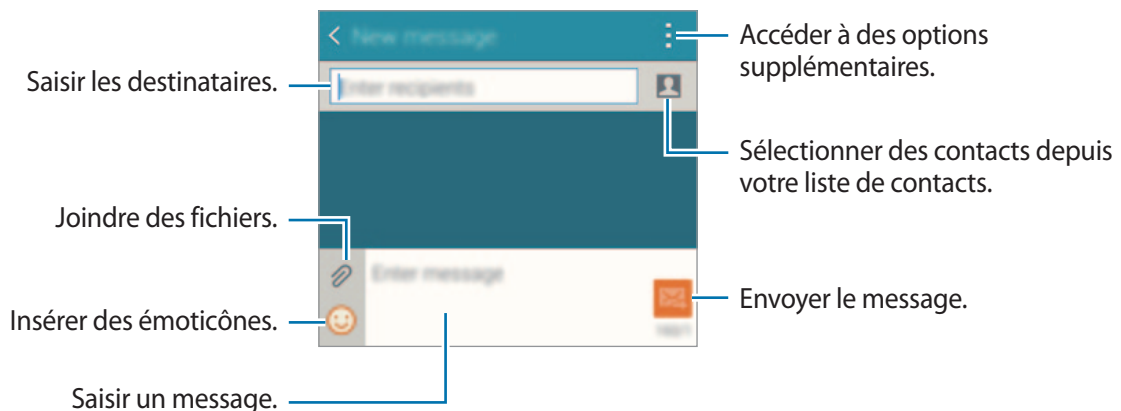 New message
Accéder à des options
supplémentaires.
Saisir les destinataires.
Enter recipients
Sélectionner des contacts depuis
votre liste de contacts.
Joindre des fichiers.
Enter message
Envoyer le message.
Insérer des émoticônes.
Saisir un message.